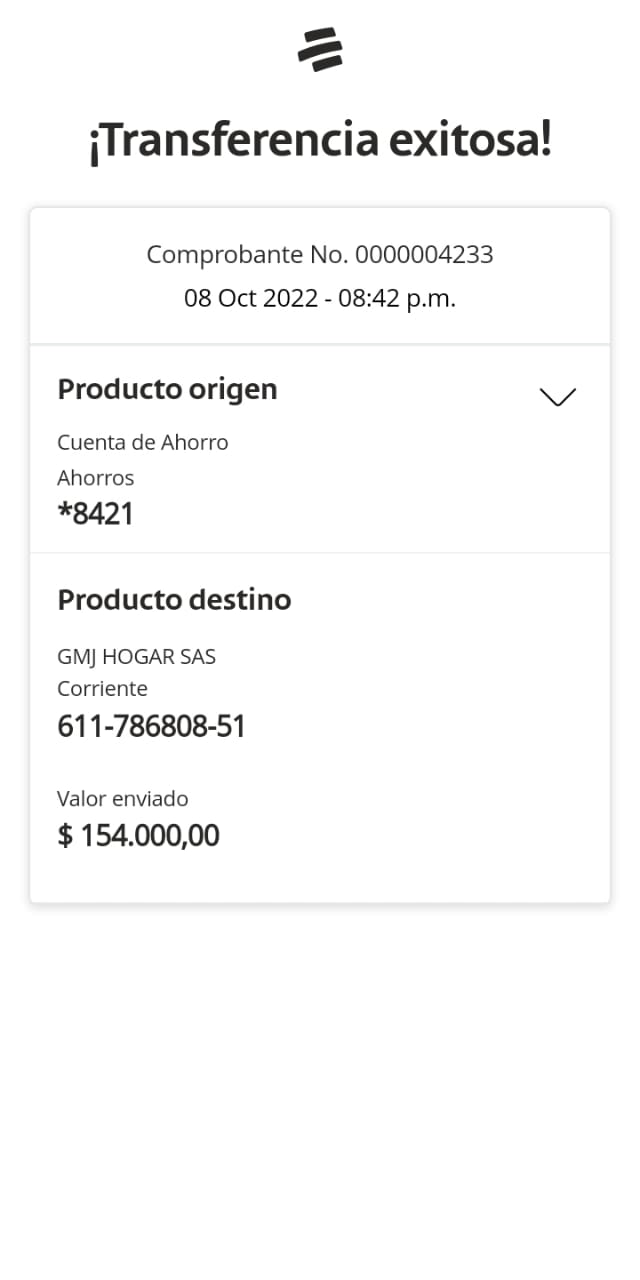 ¡Transferencia exitosa!
Comprobante No. 0000004233
08 Oct 2022 - 08:42 p.m.
Producto origen
Cuenta de Ahorro
Ahorros
*8421
Producto destino
GMJ HOGAR SAS
Corriente
611-786808-51
Valor enviado
$ 154.000,00